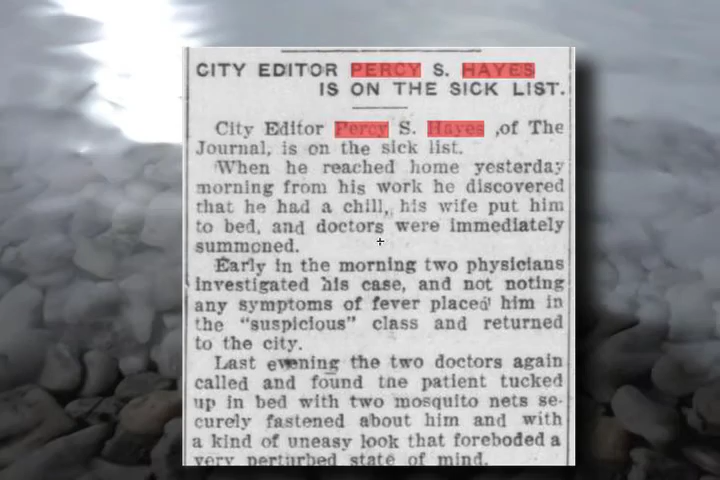 CITY EDITOR PERCY S. HAYES
IS ON THE SICK LIST.
City Editor Percy S. Hayes ,of The
Journal, is on the sick list.
When he reached home yesterday
morning from his work he discovered
that he had a chill, his wife put him
to bed, and doctors were immediately
summoned.
Early in the morning two physicians
investigated his case, and not noting
any symptoms of fever placed him in
the "suspicious" class and returned
to the city.
Last evening the two doctors again
called and found tne patient tucked
up in bed with two mosquito nets se-
curely fastened about him and with
a kind of uneasy look that foreboded a
very perturbed state of mind.